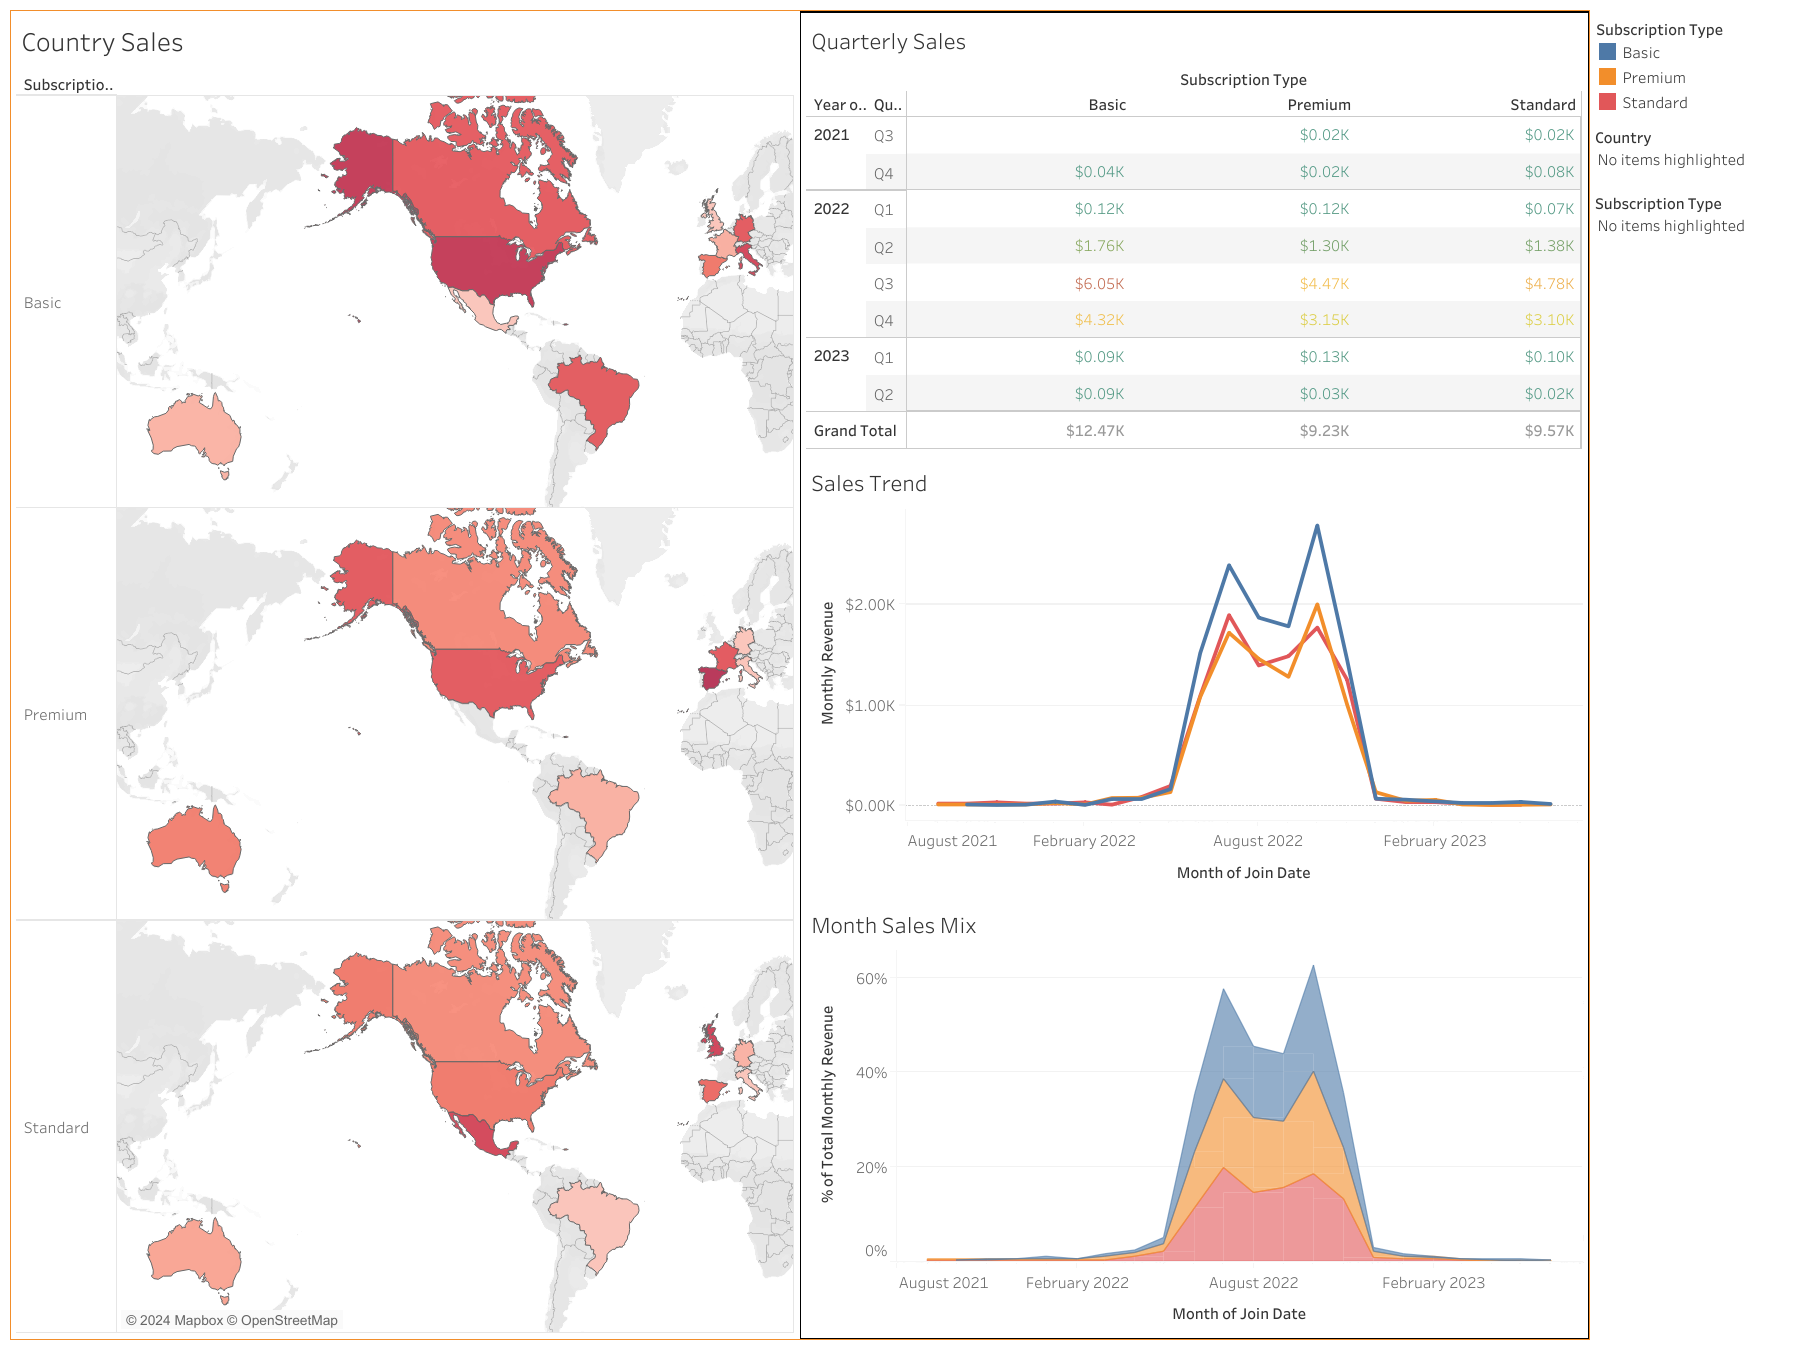 Country Sales
Subscriptio..
Basic
Premium
Standard
© 2024 Mapbox © OpenStreetMap
Quarterly Sales
Subscription Type
Year o.. Qu.. Basic Premium Standard
2021 Q3 $0.02K $0.02K
Q4 $0.04K $0.02K $0.08K
2022 Q1 $0.12K $0.12K $0.07K
Q2 $1.76K $1.30K $1.38K
Q3 $6.05K $4.47K $4.78K
Q4 $4.32K $3.15K $3.10K
2023 Q1 $0.09K $0.13K $0.10K
Q2 $0.09K $0.03K $0.02K
Grand Total $12.47K $9.23K $9.57K
Sales Trend
Monthly Revenue
$2.00K
$1.00K
$0.00K
August 2021 February 2022 August 2022 February 2023
Month of Join Date
Month Sales Mix
% of Total Monthly Revenue
60%
40%
20%
0%
August 2021 February 2022 August 2022 February 2023
Month of Join Date
Subscription Type
Basic
Premium
Standard
Country
No items highlighted
Subscription Type
No items highlighted